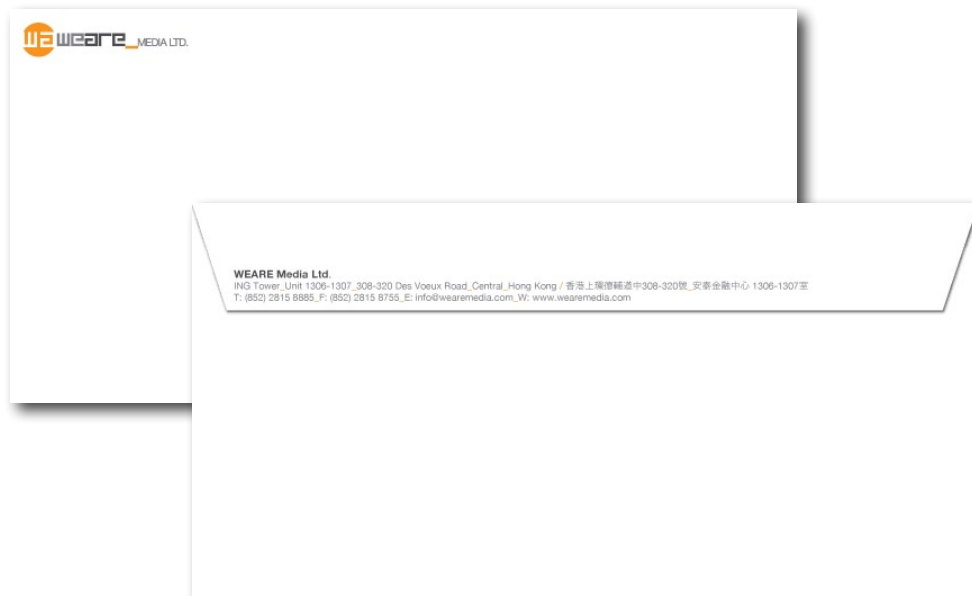 wa weare_MEDIA LTD.
WEARE Media Ltd.
ING Tower_Unit 1306-1307_308-320 Des Voeux Road_Central_Hong Kong / 香港上環德輔道中308-320號_安泰金融中心 1306-1307室
T: (852) 2815 8885_F: (852) 2815 8755_E: info@wearemedia.com_W: www.wearemedia.com